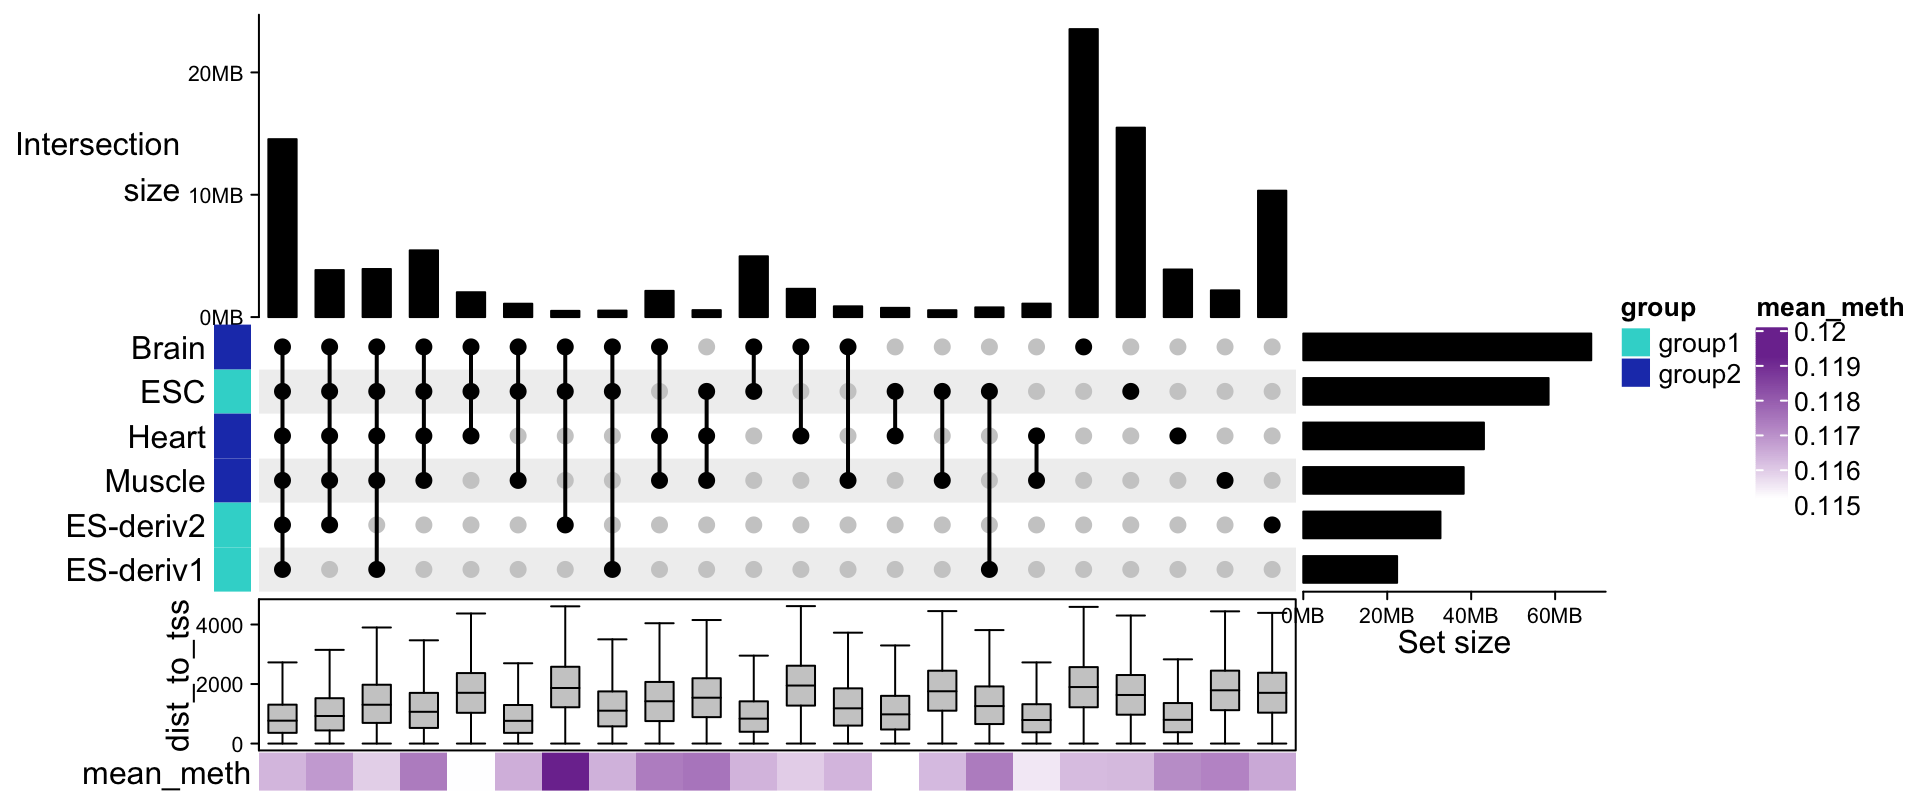 20MB
Intersection
size
10MB
0MB
Brain
ESC
Heart
Muscle
ES-deriv2
ES-deriv1
group
group1
group2
mean_meth
0.12
0.119
0.118
0.117
0.116
0.115
0MB
20MB
40MB
60MB
Set size
dist_to_tss
4000
2000
0
mean_meth